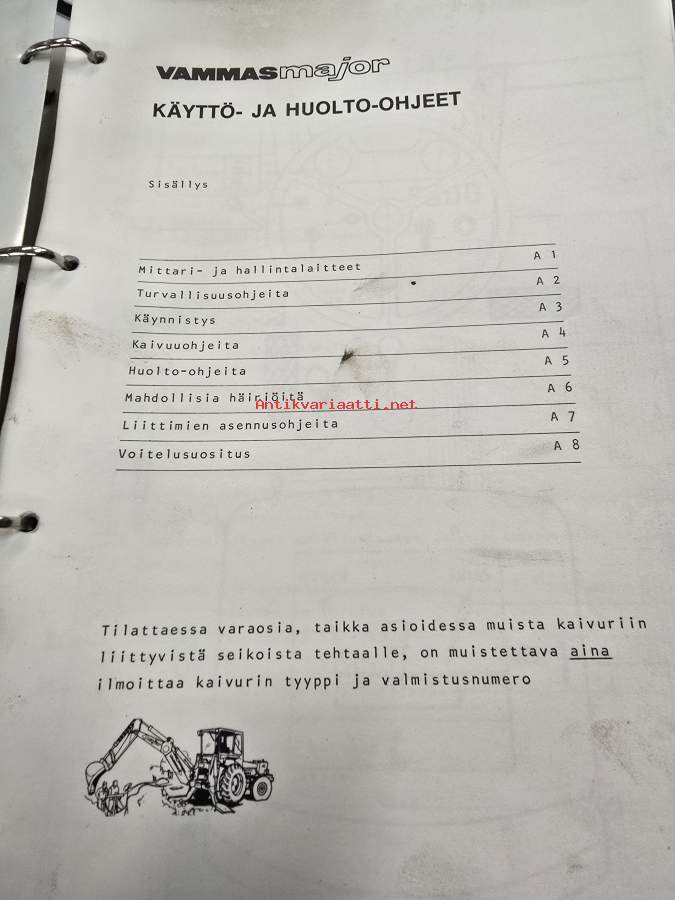 VAMMAS major
KÄYTTÖ- JA HUOLTO-OHJEET
Sisällys
Mittari- ja hallintalaitteet A 1
Turvallisuusohjeita A 2
Käynnistys A 3
Kaivuuohjeita A 4
Huolto-ohjeita A 5
Mahdollisia häiriöitä A 6
Antikvariaatti.net
Liittimien asennusohjeita A 7
Voitelusuositus A 8
Tilattaessa varaosia, taikka asioidessa muista kaivuriin
liittyvistä seikoista tehtaalle, on muistettava aina
ilmoittaa kaivurin tyyppi ja valmistusnumero